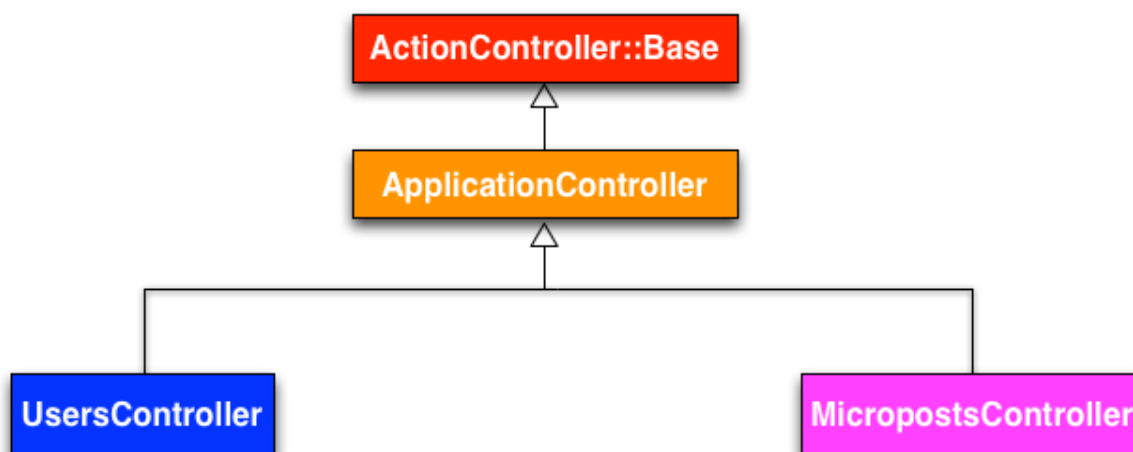 ActionController::Base
ApplicationController
UsersController
MicropostsController